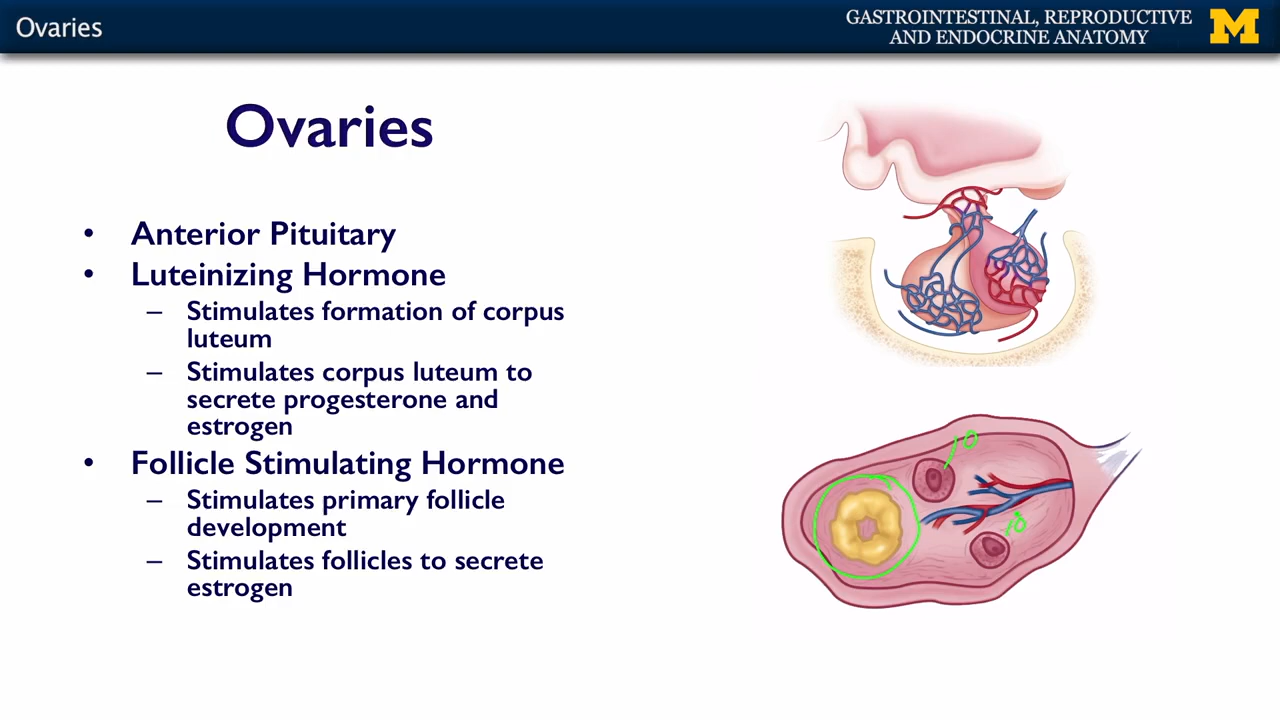 Ovaries
GASTROINTESTINAL, REPRODUCTIVE
AND ENDOCRINE ANATOMY
M
Ovaries
• Anterior Pituitary
• Luteinizing Hormone
– Stimulates formation of corpus
luteum
– Stimulates corpus luteum to
secrete progesterone and
estrogen
• Follicle Stimulating Hormone
– Stimulates primary follicle
development
– Stimulates follicles to secrete
estrogen
1°
1°